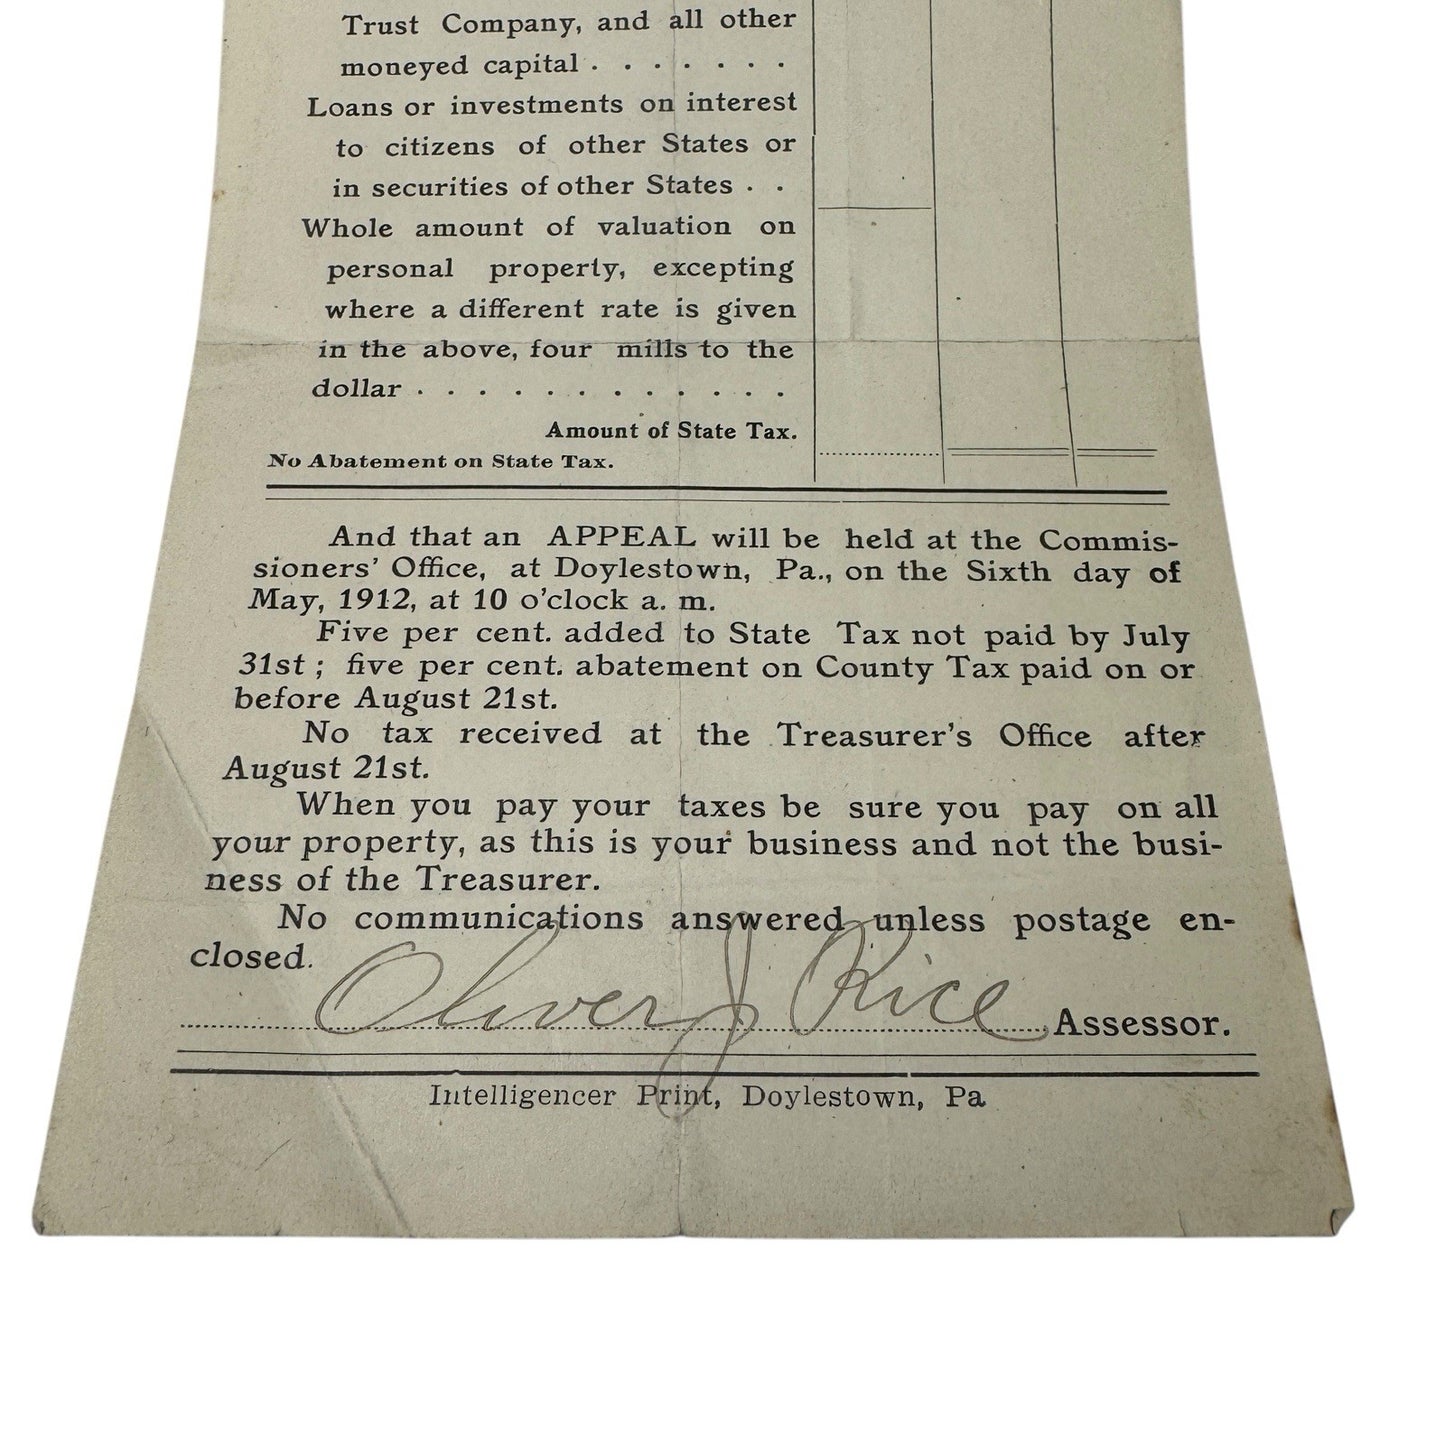 Trust Company, and all other
moneyed capital . . . . . . .
Loans or investments on interest
to citizens of other States or
in securities of other States . .
Whole amount of valuation on
personal property, excepting
where a different rate is given
in the above, four mills to the
dollar . . . . . . . . . . . .
Amount of State Tax.
No Abatement on State Tax.
And that an APPEAL will be held at the Commis-
sioners' Office, at Doylestown, Pa., on the Sixth day of
May, 1912, at 10 o'clock a. m.
Five per cent. added to State Tax not paid by July
31st ; five per cent. abatement on County Tax paid on or
before August 21st.
No tax received at the Treasurer's Office after
August 21st.
When you pay your taxes be sure you pay on all
your property, as this is your business and not the busi-
ness of the Treasurer.
No communications answered unless postage en-
closed.
Oliver J Rice Assessor.
Intelligencer Print, Doylestown, Pa